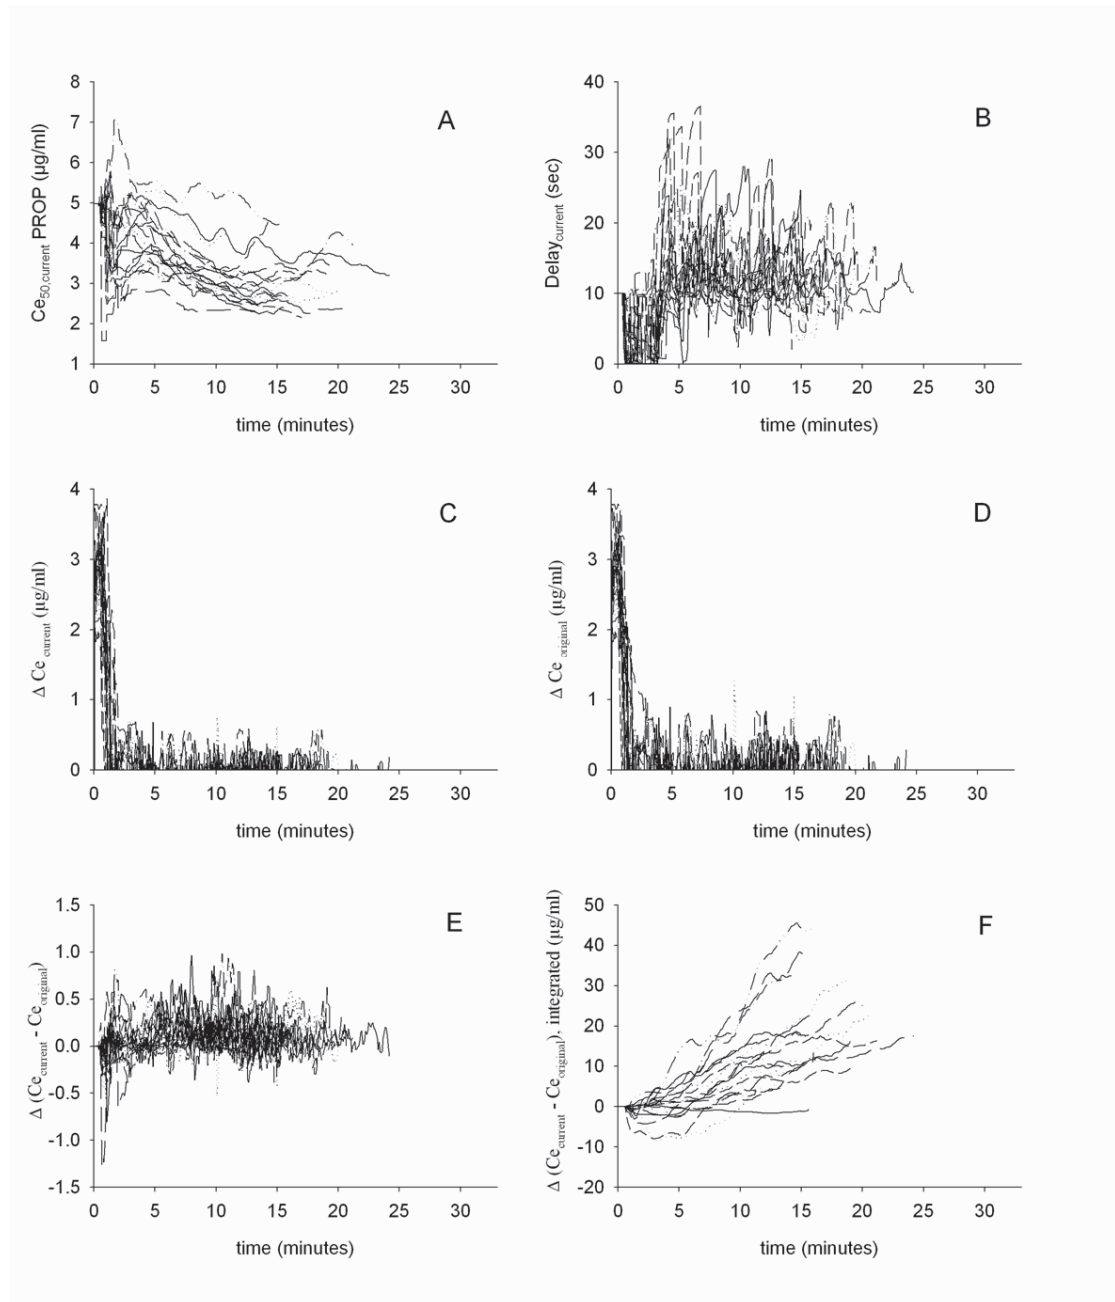 A
Ce50,current PROP (µg/ml)
8
7
6
5
4
3
2
1
0 5 10 15 20 25 30
time (minutes)
B
Delaycurrent (sec)
40
30
20
10
0
0 5 10 15 20 25 30
time (minutes)
C
Δ Ce current (µg/ml)
4
3
2
1
0
0 5 10 15 20 25 30
time (minutes)
D
Δ Ce original (µg/ml)
4
3
2
1
0
0 5 10 15 20 25 30
time (minutes)
E
Δ (Cecurrent - Ceoriginal)
1.5
1.0
0.5
0.0
-0.5
-1.0
-1.5
0 5 10 15 20 25 30
time (minutes)
F
Δ (Cecurrent - Ceoriginal), integrated (µg/ml)
50
40
30
20
10
0
-10
-20
0 5 10 15 20 25 30
time (minutes)